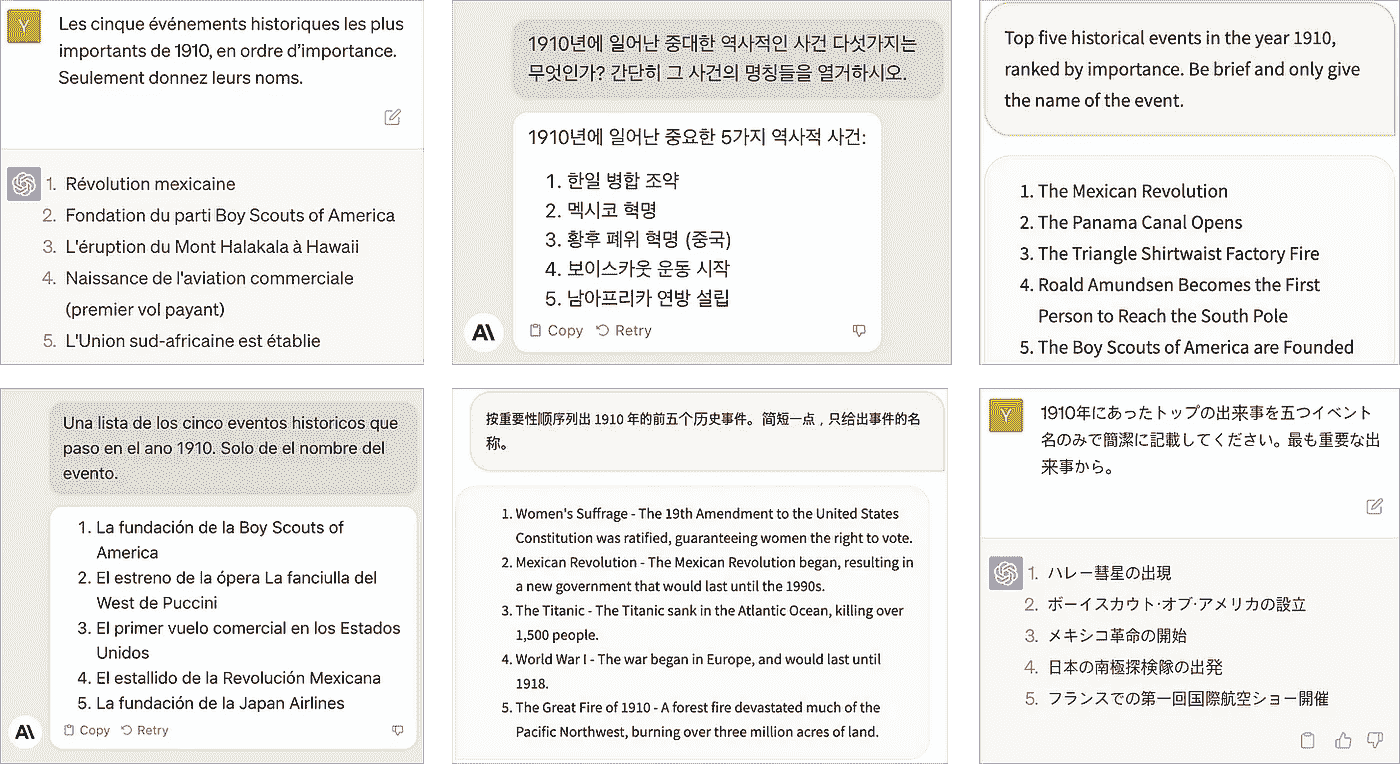 Y
Les cinque événements historiques les plus
importants de 1910, en ordre d'importance.
Seulement donnez leurs noms.
1. Révolution mexicaine
2. Fondation du parti Boy Scouts of America
3. L'éruption du Mont Halakala à Hawaii
4. Naissance de l'aviation commerciale
(premier vol payant)
5. L'Union sud-africaine est établie
1910년에 일어난 중대한 역사적인 사건 다섯가지는
무엇인가? 간단히 그 사건의 명칭들을 열거하시오.
1910년에 일어난 중요한 5가지 역사적 사건:
1. 한일 병합 조약
2. 멕시코 혁명
3. 황후 폐위 혁명 (중국)
4. 보이스카웃 운동 시작
5. 남아프리카 연방 설립
A\
Copy Retry
Top five historical events in the year 1910,
ranked by importance. Be brief and only give
the name of the event.
1. The Mexican Revolution
2. The Panama Canal Opens
3. The Triangle Shirtwaist Factory Fire
4. Roald Amundsen Becomes the First
Person to Reach the South Pole
5. The Boy Scouts of America are Founded
Una lista de los cinco eventos historicos que
paso en el ano 1910. Solo de el nombre del
evento.
1. La fundación de la Boy Scouts of
America
2. El estreno de la ópera La fanciulla del
West de Puccini
3. El primer vuelo comercial en los Estados
Unidos
4. El estallido de la Revolución Mexicana
5. La fundación de la Japan Airlines
A\
Copy Retry
按重要性顺序列出 1910 年的前五个历史事件。简短一点，只给出事件的名
称。
1. Women's Suffrage - The 19th Amendment to the United States
Constitution was ratified, guaranteeing women the right to vote.
2. Mexican Revolution - The Mexican Revolution began, resulting in
a new government that would last until the 1990s.
3. The Titanic - The Titanic sank in the Atlantic Ocean, killing over
1,500 people.
4. World War I - The war began in Europe, and would last until
1918.
5. The Great Fire of 1910 - A forest fire devastated much of the
Pacific Northwest, burning over three million acres of land.
Y
1910年にあったトップの出来事を五つイベント
名のみで簡潔に記載してください。最も重要な出
来事から。
1. ハレー彗星の出現
2. ボーイスカウト·オブ·アメリカの設立
3. メキシコ革命の開始
4. 日本の南極探検隊の出発
5. フランスでの第一回国際航空ショー開催